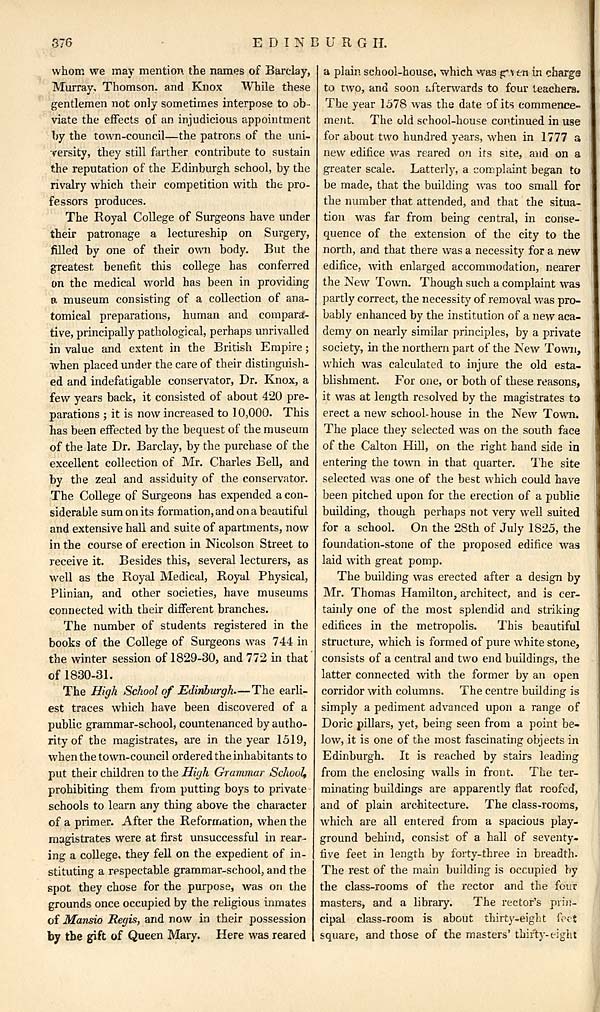 376
EDINBURGH.
whom we may mention the names of Barclay,
Murray, Thomson, and Knox While these
gentlemen not only sometimes interpose to ob-
viate the effects of an injudicious appointment
by the town-council—the patrons of the uni-
versity, they still farther contribute to sustain
the reputation of the Edinburgh school, by the
rivalry which their competition with the pro-
fessors produces.
The Royal College of Surgeons have under
their patronage a lectureship on Surgery,
filled by one of their own body. But the
greatest benefit this college has conferred
on the medical world has been in providing
a museum consisting of a collection of ana-
tomical preparations, human and compara-
tive, principally pathological, perhaps unrivalled
in value and extent in the British Empire;
when placed under the care of their distinguish-
ed and indefatigable conservator, Dr. Knox, a
few years back, it consisted of about 420 pre-
parations ; it is now increased to 10,000. This
has been effected by the bequest of the museum
of the late Dr. Barclay, by the purchase of the
excellent collection of Mr. Charles Bell, and
by the zeal and assiduity of the conservator.
The College of Surgeons has expended a con-
siderable sum on its formation, and on a beautiful
and extensive hall and suite of apartments, now
in the course of erection in Nicolson Street to
receive it. Besides this, several lecturers, as
well as the Royal Medical, Royal Physical,
Plinian, and other societies, have museums
connected with their different branches.
The number of students registered in the
books of the College of Surgeons was 744 in
the winter session of 1829-30, and 772 in that
of 1830-31.
The High School of Edinburgh.—The earli-
est traces which have been discovered of a
public grammar-school, countenanced by autho-
rity of the magistrates, are in the year 1519,
when the town-council ordered the inhabitants to
put their children to the High Grammar School,
prohibiting them from putting boys to private
schools to learn any thing above the character
of a primer. After the Reformation, when the
magistrates were at first unsuccessful in rear-
ing a college, they fell on the expedient of in-
stituting a respectable grammar-school, and the
spot they chose for the purpose, was on the
grounds once occupied by the religious inmates
of Mansio Regis, and now in their possession
by the gift of Queen Mary. Here was reared
a plain school-house, which was given in charge
to two, and soon afterwards to four teachers.
The year 1578 was the date of its commence-
ment. The old school-house continued in use
for about two hundred years, when in 1777 a
new edifice was reared on its site, and on a
greater scale. Latterly, a complaint began to
be made, that the building was too small for
the number that attended, and that the situa-
tion was far from being central, in conse-
quence of the extension of the city to the
north, and that there was a necessity for a new
edifice, with enlarged accommodation, nearer
the New Town. Though such a complaint was
partly correct, the necessity of removal was pro-
bably enhanced by the institution of a new aca-
demy on nearly similar principles, by a private
society, in the northern part of the New Town,
which was calculated to injure the old esta-
blishment. For one, or both of these reasons,
it was at length resolved by the magistrates to
erect a new school-house in the New Town.
The place they selected was on the south face
of the Calton Hill, on the right hand side in
entering the town in that quarter. The site
selected was one of the best which could have
been pitched upon for the erection of a public
building, though perhaps not very well suited
for a school. On the 28th of July 1825, the
foundation-stone of the proposed edifice was
laid with great pomp.
The building was erected after a design by
Mr. Thomas Hamilton, architect, and is cer-
tainly one of the most splendid and striking
edifices in the metropolis. This beautiful
structure, which is formed of pure white stone,
consists of a central and two end buildings, the
latter connected with the former by an open
corridor with columns. The centre building is
simply a pediment advanced upon a range of
Doric pillars, yet, being seen from a point be-
low, it is one of the most fascinating objects in
Edinburgh. It is reached by stairs leading
from the enclosing walls in front. The ter-
minating buildings are apparently flat roofed,
and of plain architecture. The class-rooms,
which are all entered from a spacious play-
ground behind, consist of a hall of seventy-
five feet in length by forty-three in breadth.
The rest of the main building is occupied by
the class-rooms of the rector and the four
masters, and a library. The rector's prin-
cipal class-room is about thirty-eight feet
square, and those of the masters' thirty-eight